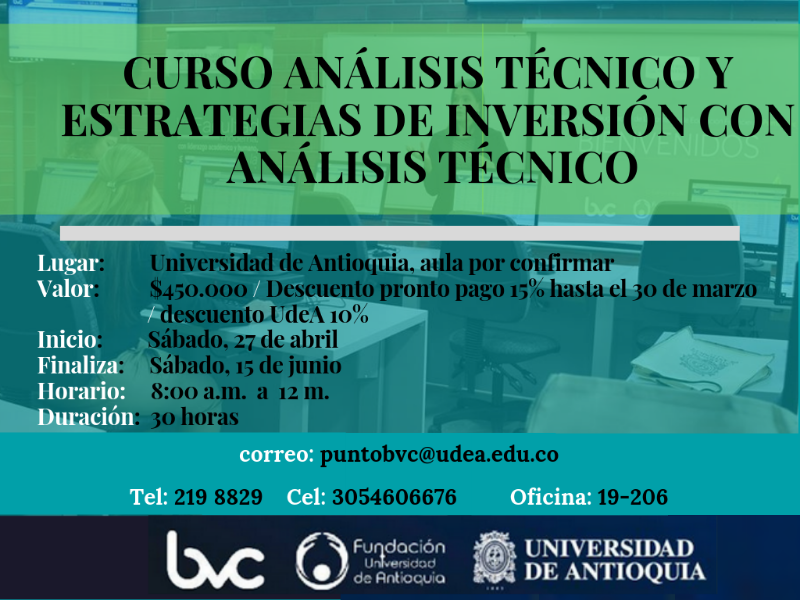 CURSO ANÁLISIS TÉCNICO Y
ESTRATEGIAS DE INVERSIÓN CON
ANÁLISIS TÉCNICO
BIENVENIDOS
bvc
Lugar: Universidad de Antioquia, aula por confirmar
Valor: $450.000 / Descuento pronto pago 15% hasta el 30 de marzo
/ descuento UdeA 10%
Inicio: Sábado, 27 de abril
Finaliza: Sábado, 15 de junio
Horario: 8:00 a.m. a 12 m.
Duración: 30 horas
correo: puntobvc@udea.edu.co
Tel: 219 8829 Cel: 3054606676 Oficina: 19-206
bvc
Fundación
Universidad
de Antioquia
UNIVERSIDAD
DE ANTIOQUIA
1803